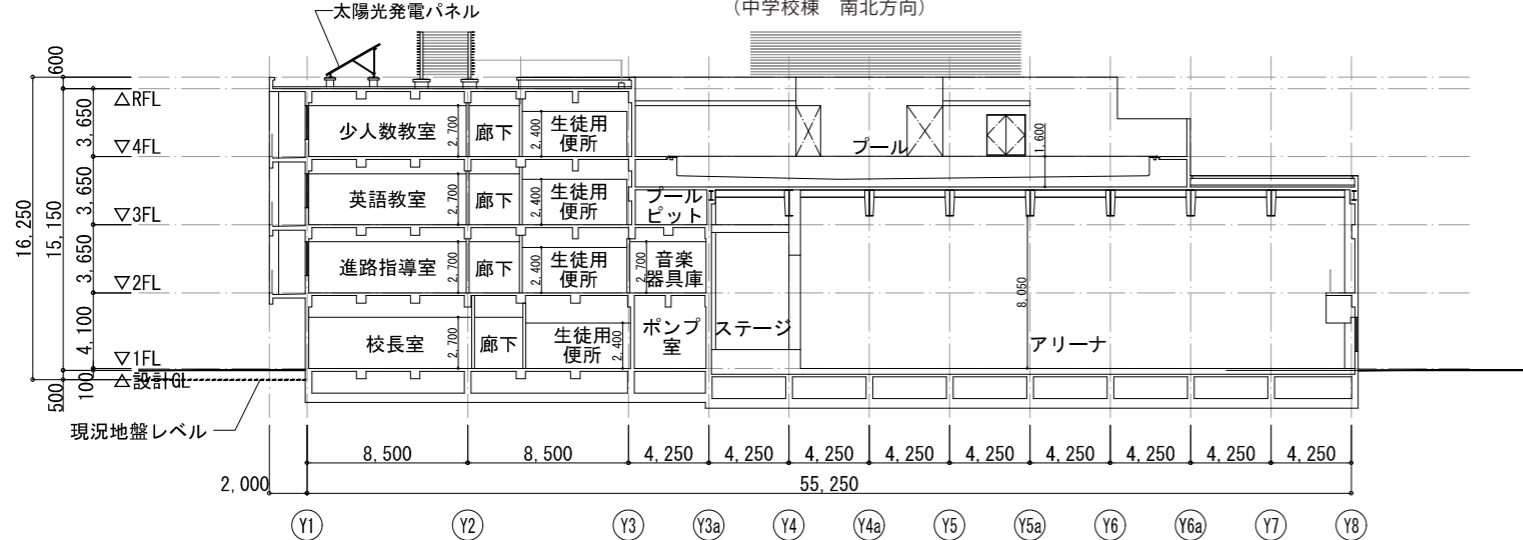 （中学校棟　南北方向）
太陽光発電パネル
600
△RFL
3,650
少人数教室
2,700
廊下
2,400
生徒用
便所
プール
1,600
▽4FL
3,650
英語教室
2,700
廊下
2,400
生徒用
便所
プール
ピット
▽3FL
16,250
15,150
3,650
進路指導室
2,700
廊下
2,400
生徒用
便所
2,700
音楽
器具庫
8,050
▽2FL
4,100
校長室
2,700
廊下
生徒用
便所
2,400
ポンプ
室
ステージ
アリーナ
▽1FL
△設計GL
500
100
現況地盤レベル
8,500
8,500
4,250
4,250
4,250
4,250
4,250
4,250
4,250
4,250
4,250
2,000
55,250
Y1
Y2
Y3
Y3a
Y4
Y4a
Y5
Y5a
Y6
Y6a
Y7
Y8